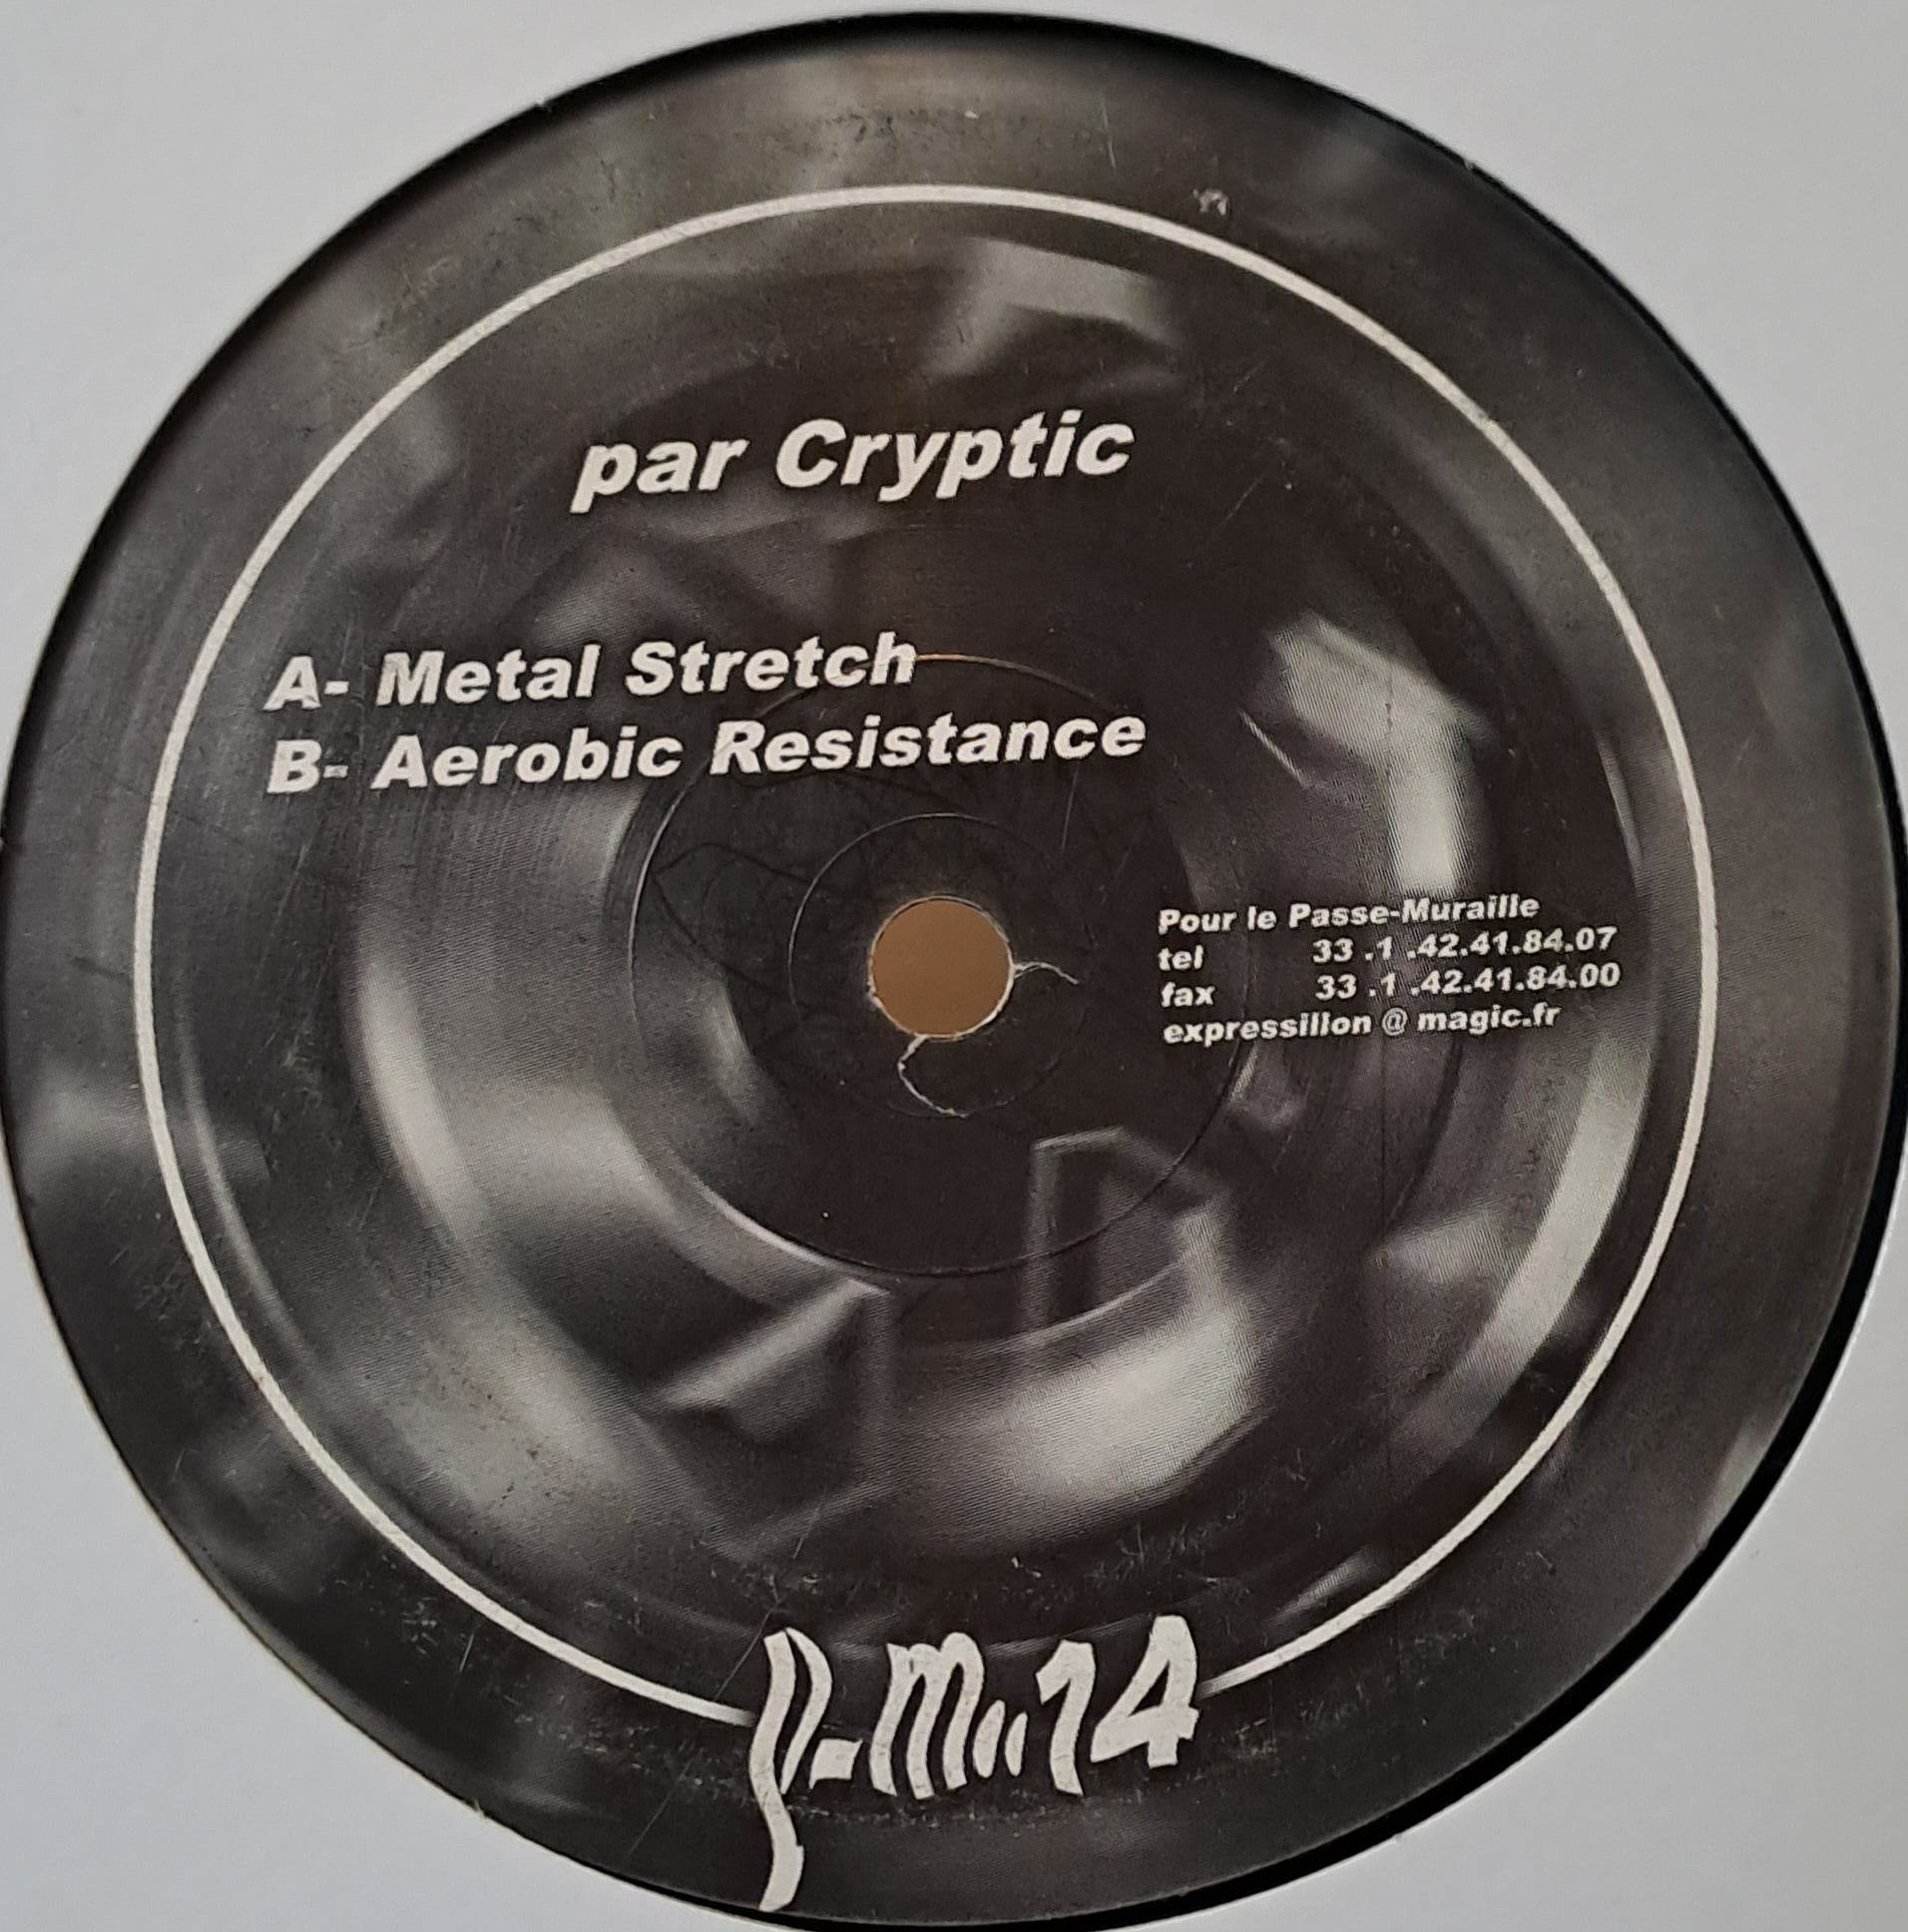 par Cryptic
A- Metal Stretch
B- Aerobic Resistance
Pour le Passe-Muraille
tel 33 .1 .42.41.84.07
fax 33 .1 .42.41.84.00
expressillon @ magic.fr
P.M...14